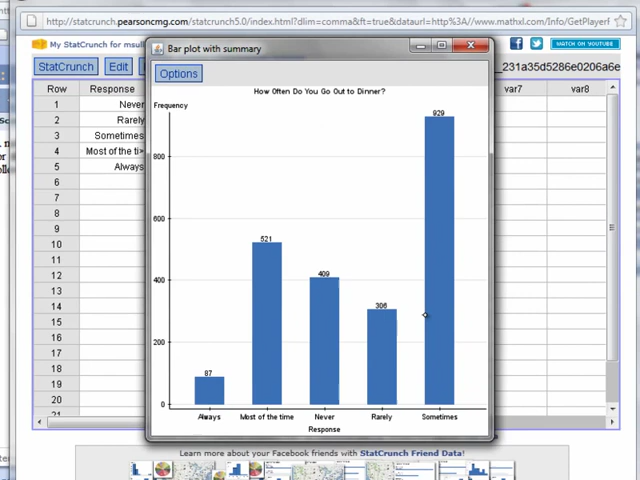 http://statcrunch.pearsoncmg.com/statcrunch5.0/index.html?dlim=comma&ft=true&dataurl=http%3A//www.mathxl.com/Info/GetPlayerF
My StatCrunch for msul
Bar plot with summary
WATCH ON YOUTUBE
StatCrunch
Edit
Options
_231a35d5286e0206a6e
Row
Response
var7
var8
How Often Do You Go Out to Dinner?
Frequency
1 Never
2 Rarely
3 Sometimes
4 Most of the ti>
5 Always
6
7
8
9
10
11
12
13
14
15
16
17
18
19
20
21
800
600
400
200
0
87
521
409
306
929
Always
Most of the time
Never
Rarely
Sometimes
Response
Learn more about your Facebook friends with StatCrunch Friend Data!